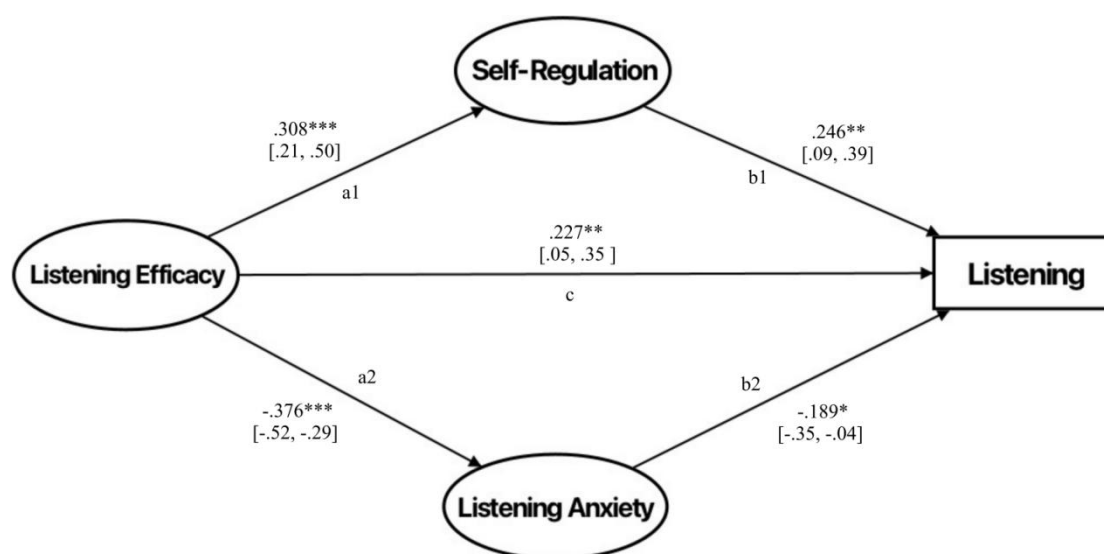 Self-Regulation
.308***
[.21, .50]
a1
.246**
[.09, .39]
b1
Listening Efficacy
.227**
[.05, .35 ]
c
Listening
a2
-.376***
[-.52, -.29]
b2
-.189*
[-.35, -.04]
Listening Anxiety